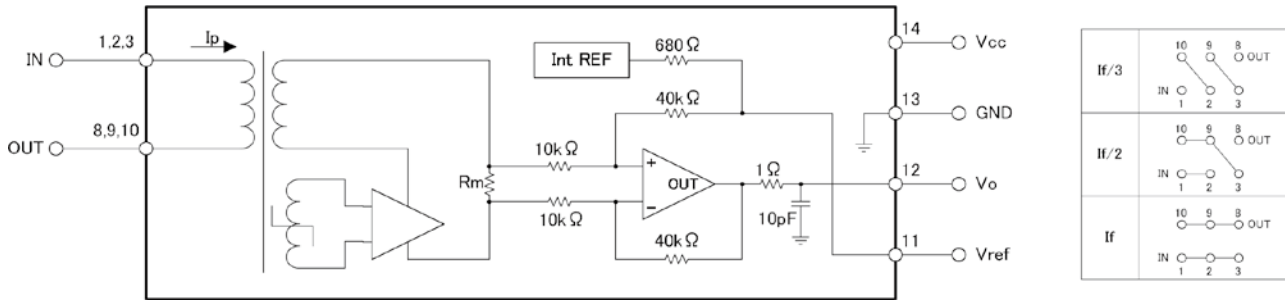 IN
1,2,3
Ip
8,9,10
OUT
Rm
10kΩ
10kΩ
Int REF
680Ω
40kΩ
+
OUT
−
40kΩ
1Ω
10pF
14
Vcc
13
GND
12
Vo
11
Vref
If/3
10 9 8
OUT
IN
1 2 3
If/2
10 9 8
OUT
IN
1 2 3
If
10 9 8
OUT
IN
1 2 3